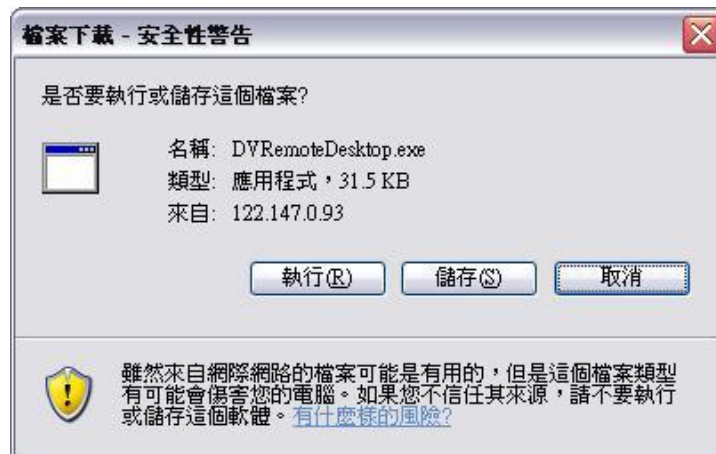 檔案下載 - 安全性警告
是否要執行或儲存這個檔案?
名稱: DVRemoteDesktop.exe
類型: 應用程式，31.5 KB
來自: 122.147.0.93
執行(R) 儲存(S) 取消
雖然來自網際網路的檔案可能是有用的，但是這個檔案類型
有可能會傷害您的電腦。如果您不信任其來源，請不要執行
或儲存這個軟體。有什麼樣的風險?